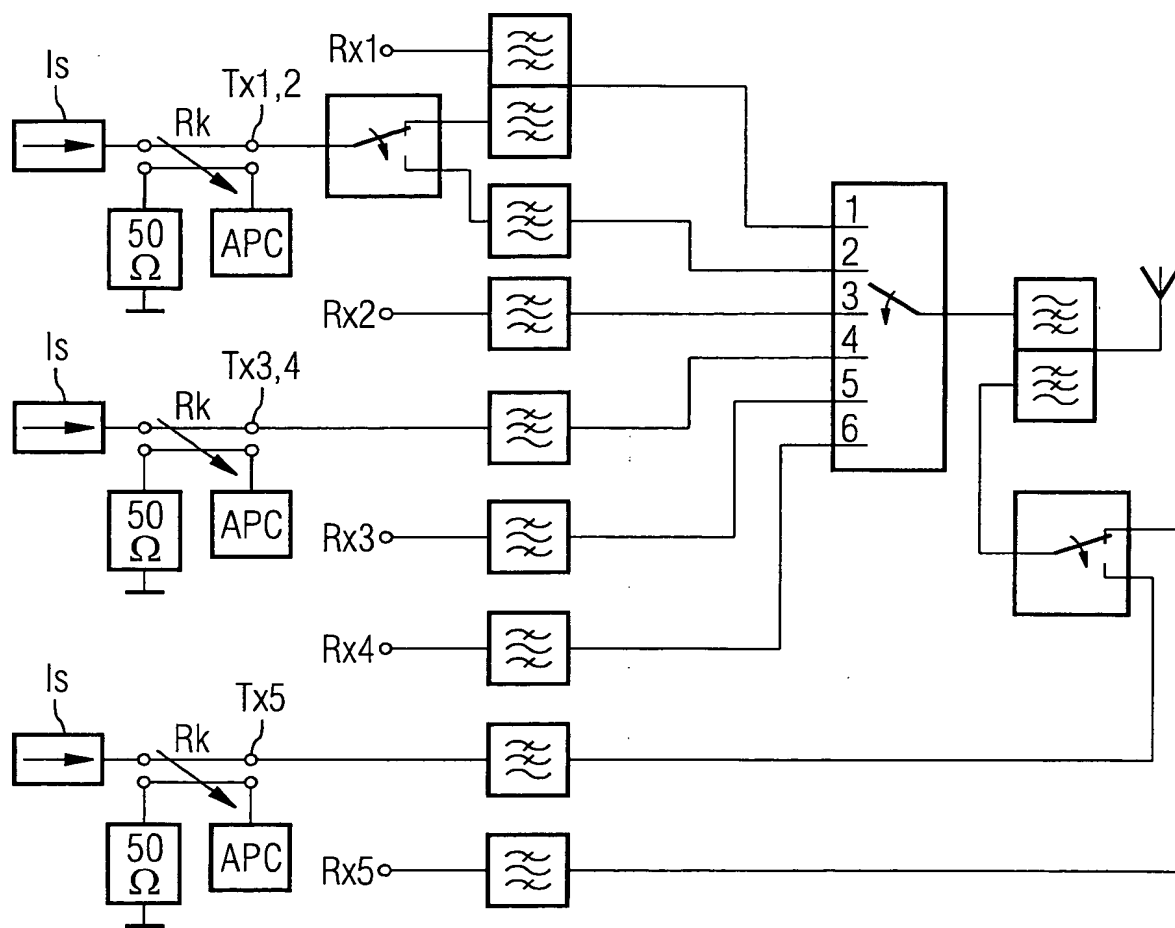 Rx1
Is
Tx1,2
Rk
50
Ω
APC
1
2
3
4
5
6
Rx2
Is
Tx3,4
Rk
50
Ω
APC
Rx3
Rx4
Is
Tx5
Rk
50
Ω
APC
Rx5